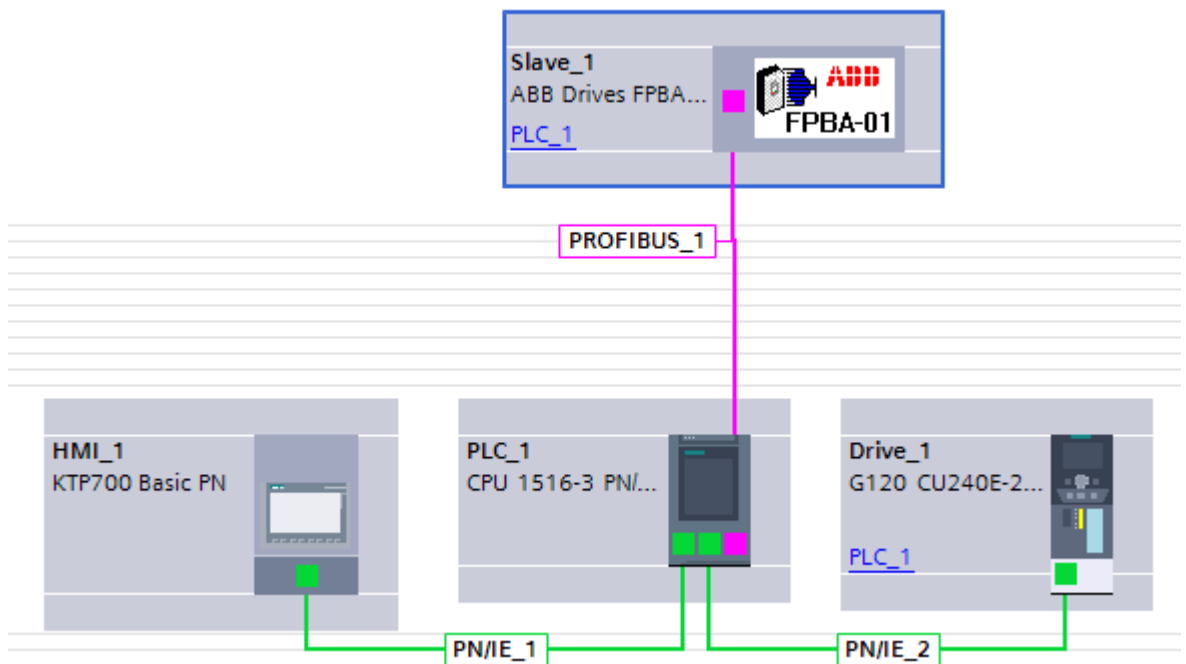 Slave_1
ABB Drives FPBA...
PLC_1
ABB
FPBA-01
PROFIBUS_1
HMI_1
KTP700 Basic PN
PLC_1
CPU 1516-3 PN/...
Drive_1
G120 CU240E-2...
PLC_1
PN/IE_1
PN/IE_2